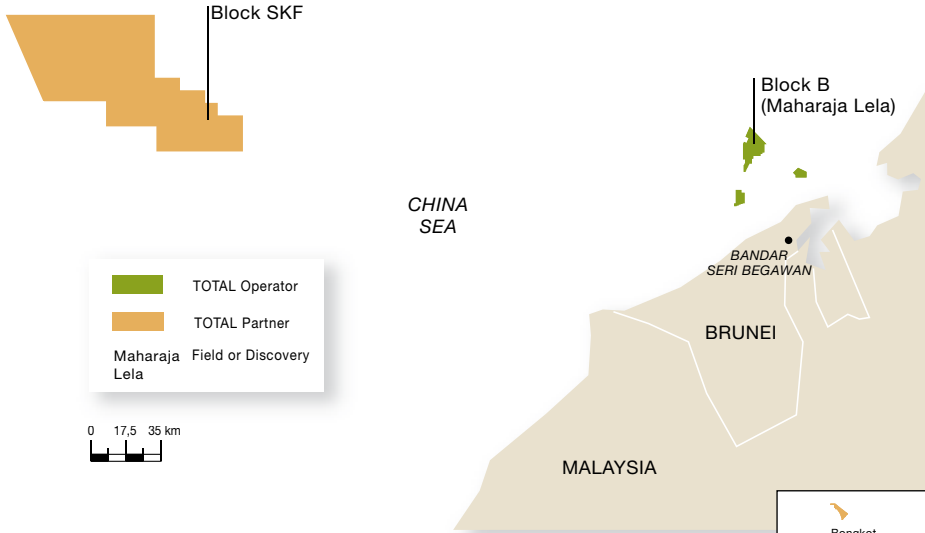 Block SKF
Block B
(Maharaja Lela)
CHINA
SEA
BANDAR
SERI BEGAWAN
TOTAL Operator
TOTAL Partner
Maharaja Field or Discovery
Lela
BRUNEI
0 17,5 35 km
MALAYSIA
Bongkot